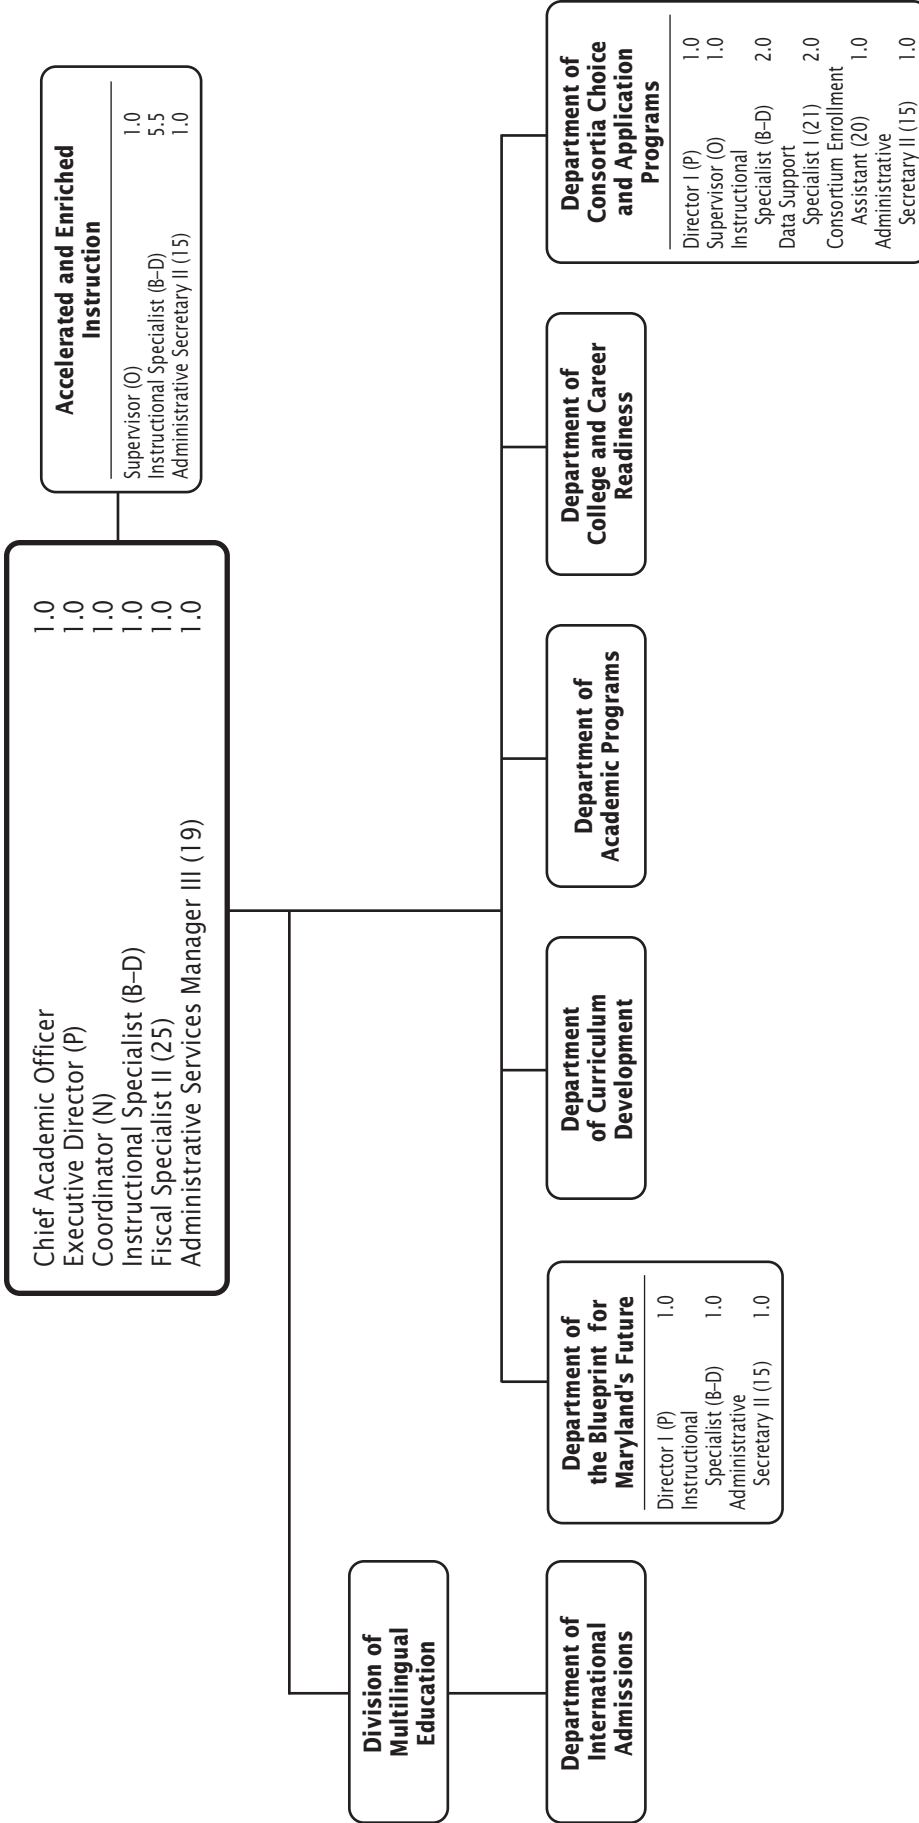 Chief Academic Officer 1.0
Executive Director (P) 1.0
Coordinator (N) 1.0
Instructional Specialist (B–D) 1.0
Fiscal Specialist II (25) 1.0
Administrative Services Manager III (19) 1.0
Accelerated and Enriched
Instruction
Supervisor (O) 1.0
Instructional Specialist (B–D) 5.5
Administrative Secretary II (15) 1.0
Division of
Multilingual
Education
Department of
International
Admissions
Department of
the Blueprint for
Maryland's Future
Director I (P) 1.0
Instructional
Specialist (B–D) 1.0
Administrative
Secretary II (15) 1.0
Department
of Curriculum
Development
Department of
Academic Programs
Department of
College and Career
Readiness
Department of
Consortia Choice
and Application
Programs
Director I (P) 1.0
Supervisor (O) 1.0
Instructional
Specialist (B–D) 2.0
Data Support
Specialist I (21) 2.0
Consortium Enrollment
Assistant (20) 1.0
Administrative
Secretary II (15) 1.0